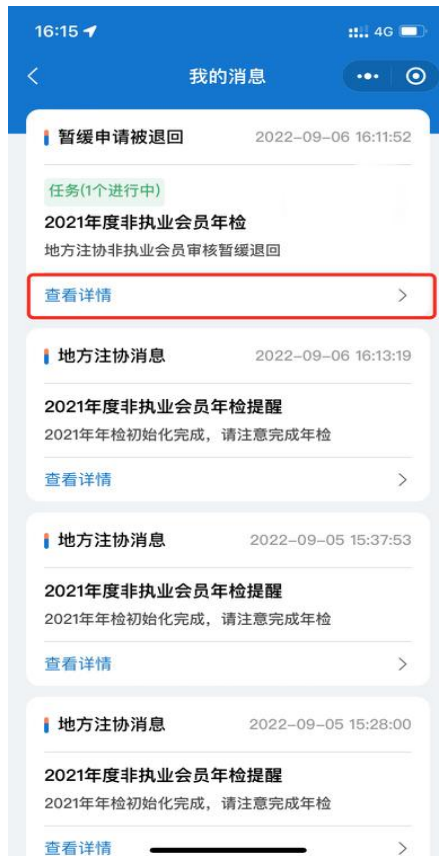 16:15
4G
我的消息
暂缓申请被退回
2022-09-06 16:11:52
任务(1个进行中)
2021年度非执业会员年检
地方注协非执业会员审核暂缓退回
查看详情
地方注协消息
2022-09-06 16:13:19
2021年度非执业会员年检提醒
2021年年检初始化完成，请注意完成年检
查看详情
地方注协消息
2022-09-05 15:37:53
2021年度非执业会员年检提醒
2021年年检初始化完成，请注意完成年检
查看详情
地方注协消息
2022-09-05 15:28:00
2021年度非执业会员年检提醒
2021年年检初始化完成，请注意完成年检
查看详情